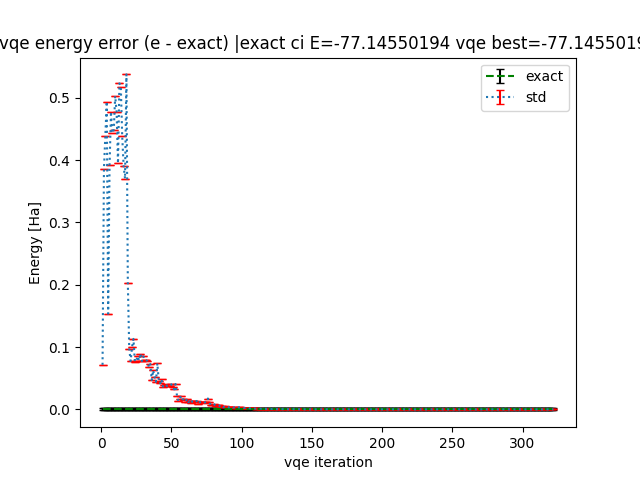 vqe energy error (e - exact) |exact ci E=-77.14550194 vqe best=-77.1455019
exact
std
Energy [Ha]
0.5
0.4
0.3
0.2
0.1
0.0
0 50 100 150 200 250 300
vqe iteration